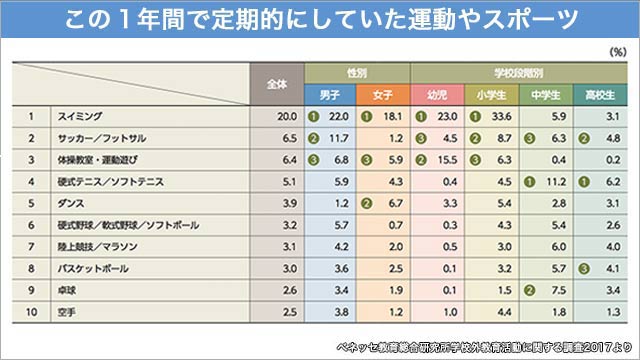 この1年間で定期的にしていた運動やスポーツ
(%)
全体 性別 学校段階別
男子 女子 幼児 小学生 中学生 高校生
1 スイミング 20.0 ① 22.0 ① 18.1 ① 23.0 ① 33.6 5.9 3.1
2 サッカー/フットサル 6.5 ② 11.7 1.2 ③ 4.5 ② 8.7 ③ 6.3 ② 4.8
3 体操教室・運動遊び 6.4 ③ 6.8 ③ 5.9 ② 15.5 ③ 6.3 0.4 0.2
4 硬式テニス/ソフトテニス 5.1 5.9 4.3 0.4 4.5 ① 11.2 ① 6.2
5 ダンス 3.9 1.2 ② 6.7 3.3 5.4 2.8 3.1
6 硬式野球/軟式野球/ソフトボール 3.2 5.7 0.7 0.3 4.3 5.4 2.6
7 陸上競技/マラソン 3.1 4.2 2.0 0.5 3.0 6.0 4.0
8 バスケットボール 3.0 3.6 2.5 0.1 3.2 5.7 ③ 4.1
9 卓球 2.6 3.4 1.9 0.1 1.5 ② 7.5 3.4
10 空手 2.5 3.8 1.2 1.0 4.4 1.8 1.3
ベネッセ教育総合研究所学校外教育活動に関する調査2017より